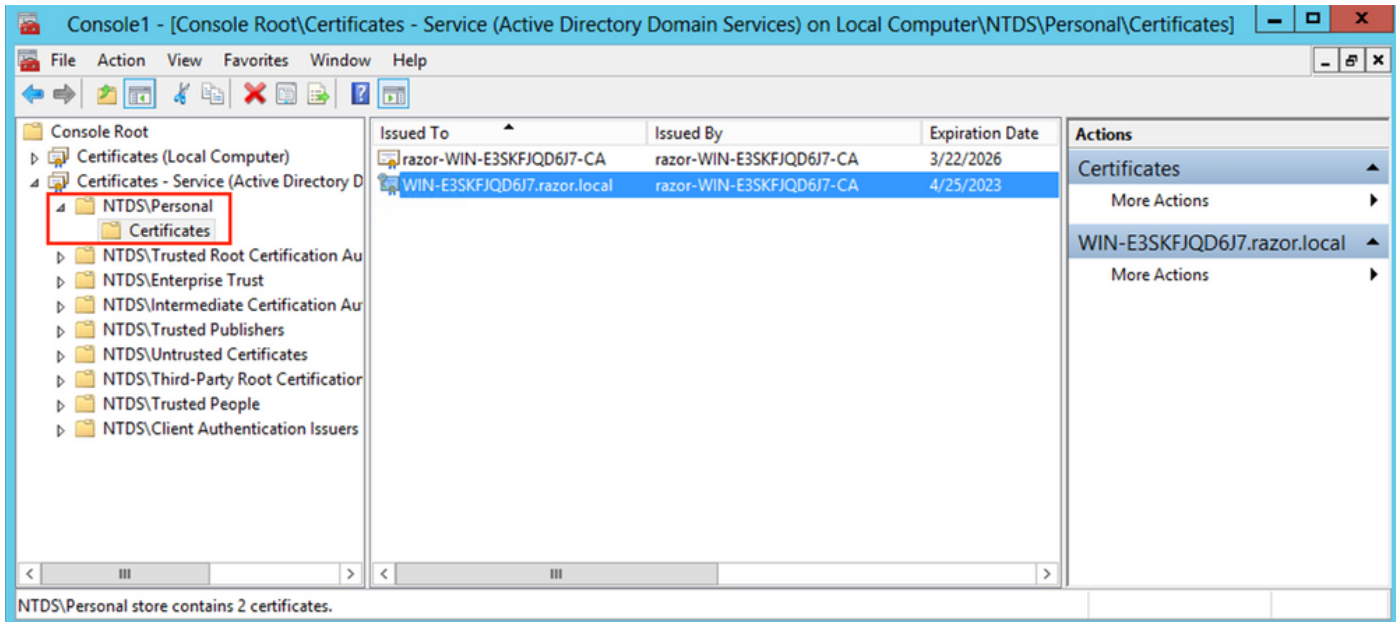 Console1 - [Console Root\Certificates - Service (Active Directory Domain Services) on Local Computer\NTDS\Personal\Certificates]
File Action View Favorites Window Help
Console Root
Certificates (Local Computer)
Certificates - Service (Active Directory D
NTDS\Personal
Certificates
NTDS\Trusted Root Certification Au
NTDS\Enterprise Trust
NTDS\Intermediate Certification Au
NTDS\Trusted Publishers
NTDS\Untrusted Certificates
NTDS\Third-Party Root Certification
NTDS\Trusted People
NTDS\Client Authentication Issuers
Issued To Issued By Expiration Date
razor-WIN-E3SKFJQD6J7-CA razor-WIN-E3SKFJQD6J7-CA 3/22/2026
WIN-E3SKFJQD6J7.razor.local razor-WIN-E3SKFJQD6J7-CA 4/25/2023
Actions
Certificates
More Actions
WIN-E3SKFJQD6J7.razor.local
More Actions
NTDS\Personal store contains 2 certificates.